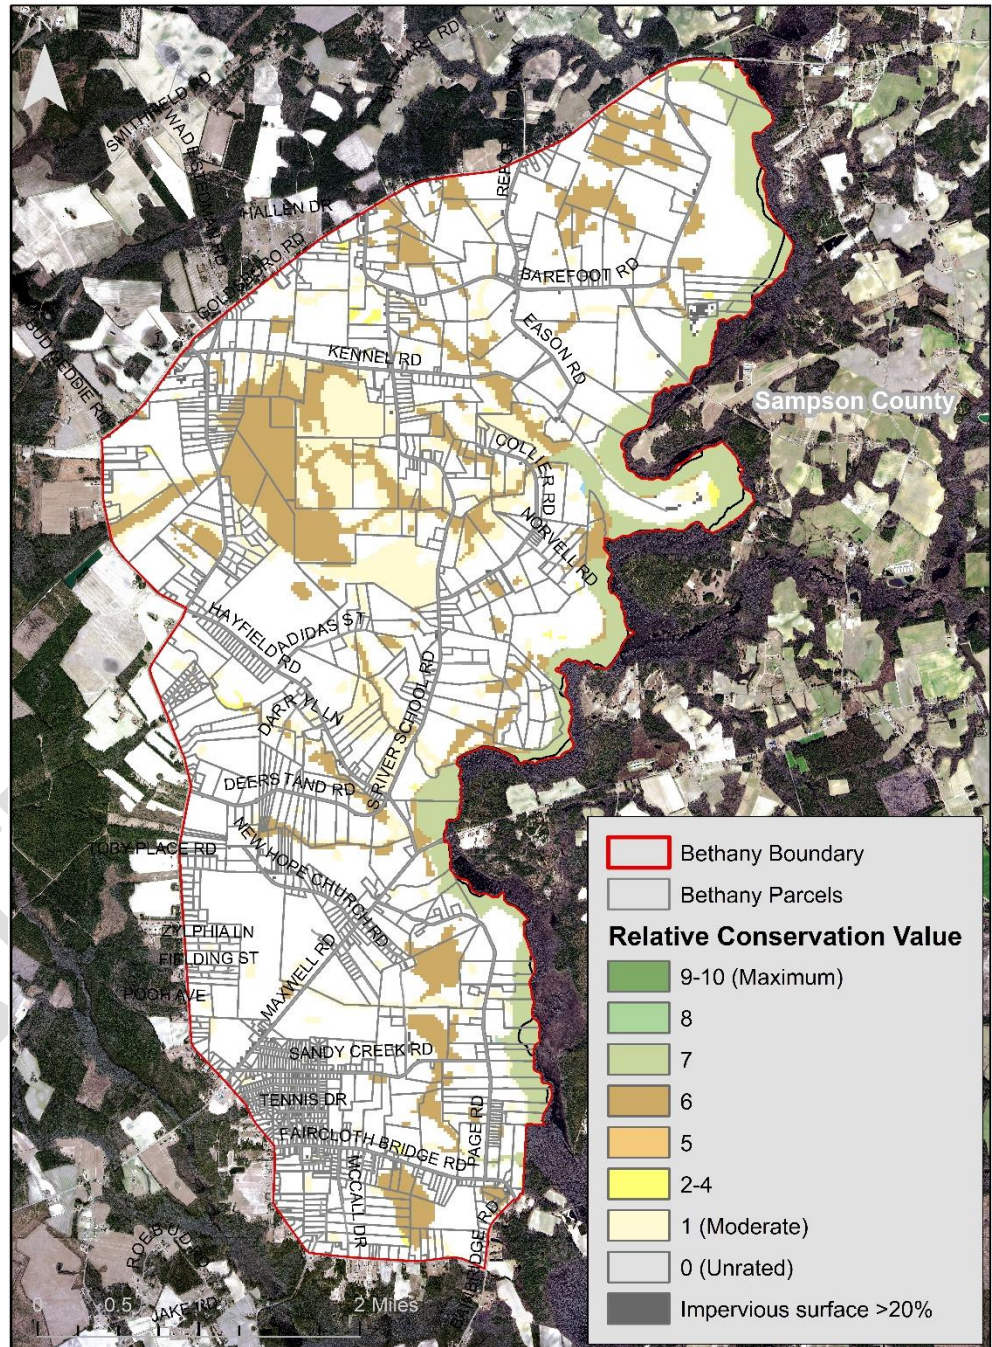 N
STEWART RD
SMITHFIELD RD
WADE STEDMAN RD
HALLEN DR
GOLDSBORO RD
BUD EDDIE RD
BAREFOOT RD
EASON RD
KENNEL RD
Sampson County
COLLIER RD
NORVELL RD
HAYFIELD RD
ADIDAS ST
DARRYL LN
S RIVER SCHOOL RD
DEERSTAND RD
NEW HOPE CHURCH RD
TOBY PLACE RD
ZYLPHIA LN
FIELDING ST
POOH AVE
MAXWELL RD
SANDY CREEK RD
TENNIS DR
FAIRCLOTH BRIDGE RD
PAGE RD
MCCALL DR
ROEBUD RD
JAKE RD
0 0.5 2 Miles
Bethany Boundary
Bethany Parcels
Relative Conservation Value
9-10 (Maximum)
8
7
6
5
2-4
1 (Moderate)
0 (Unrated)
Impervious surface >20%